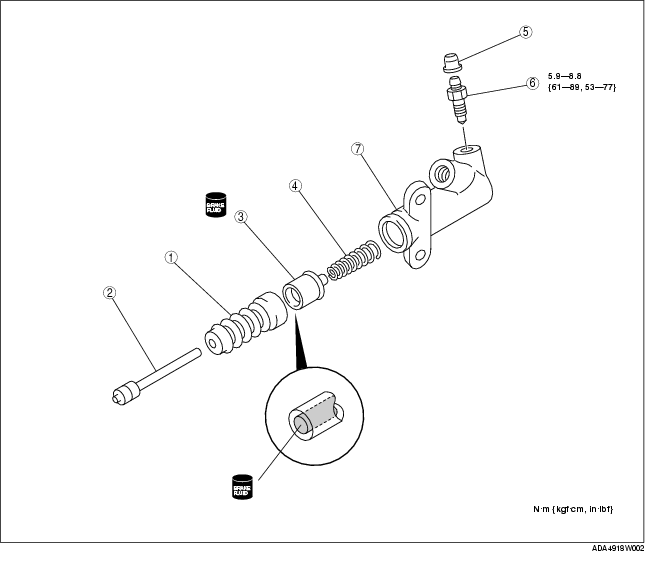 ⑤
5.9—8.8
⑥
{61—89, 53—77}
⑦
④
BRAKE
FLUID
③
①
②
BRAKE
FLUID
N·m {kgf·cm, in·lbf}
ADA4918W002